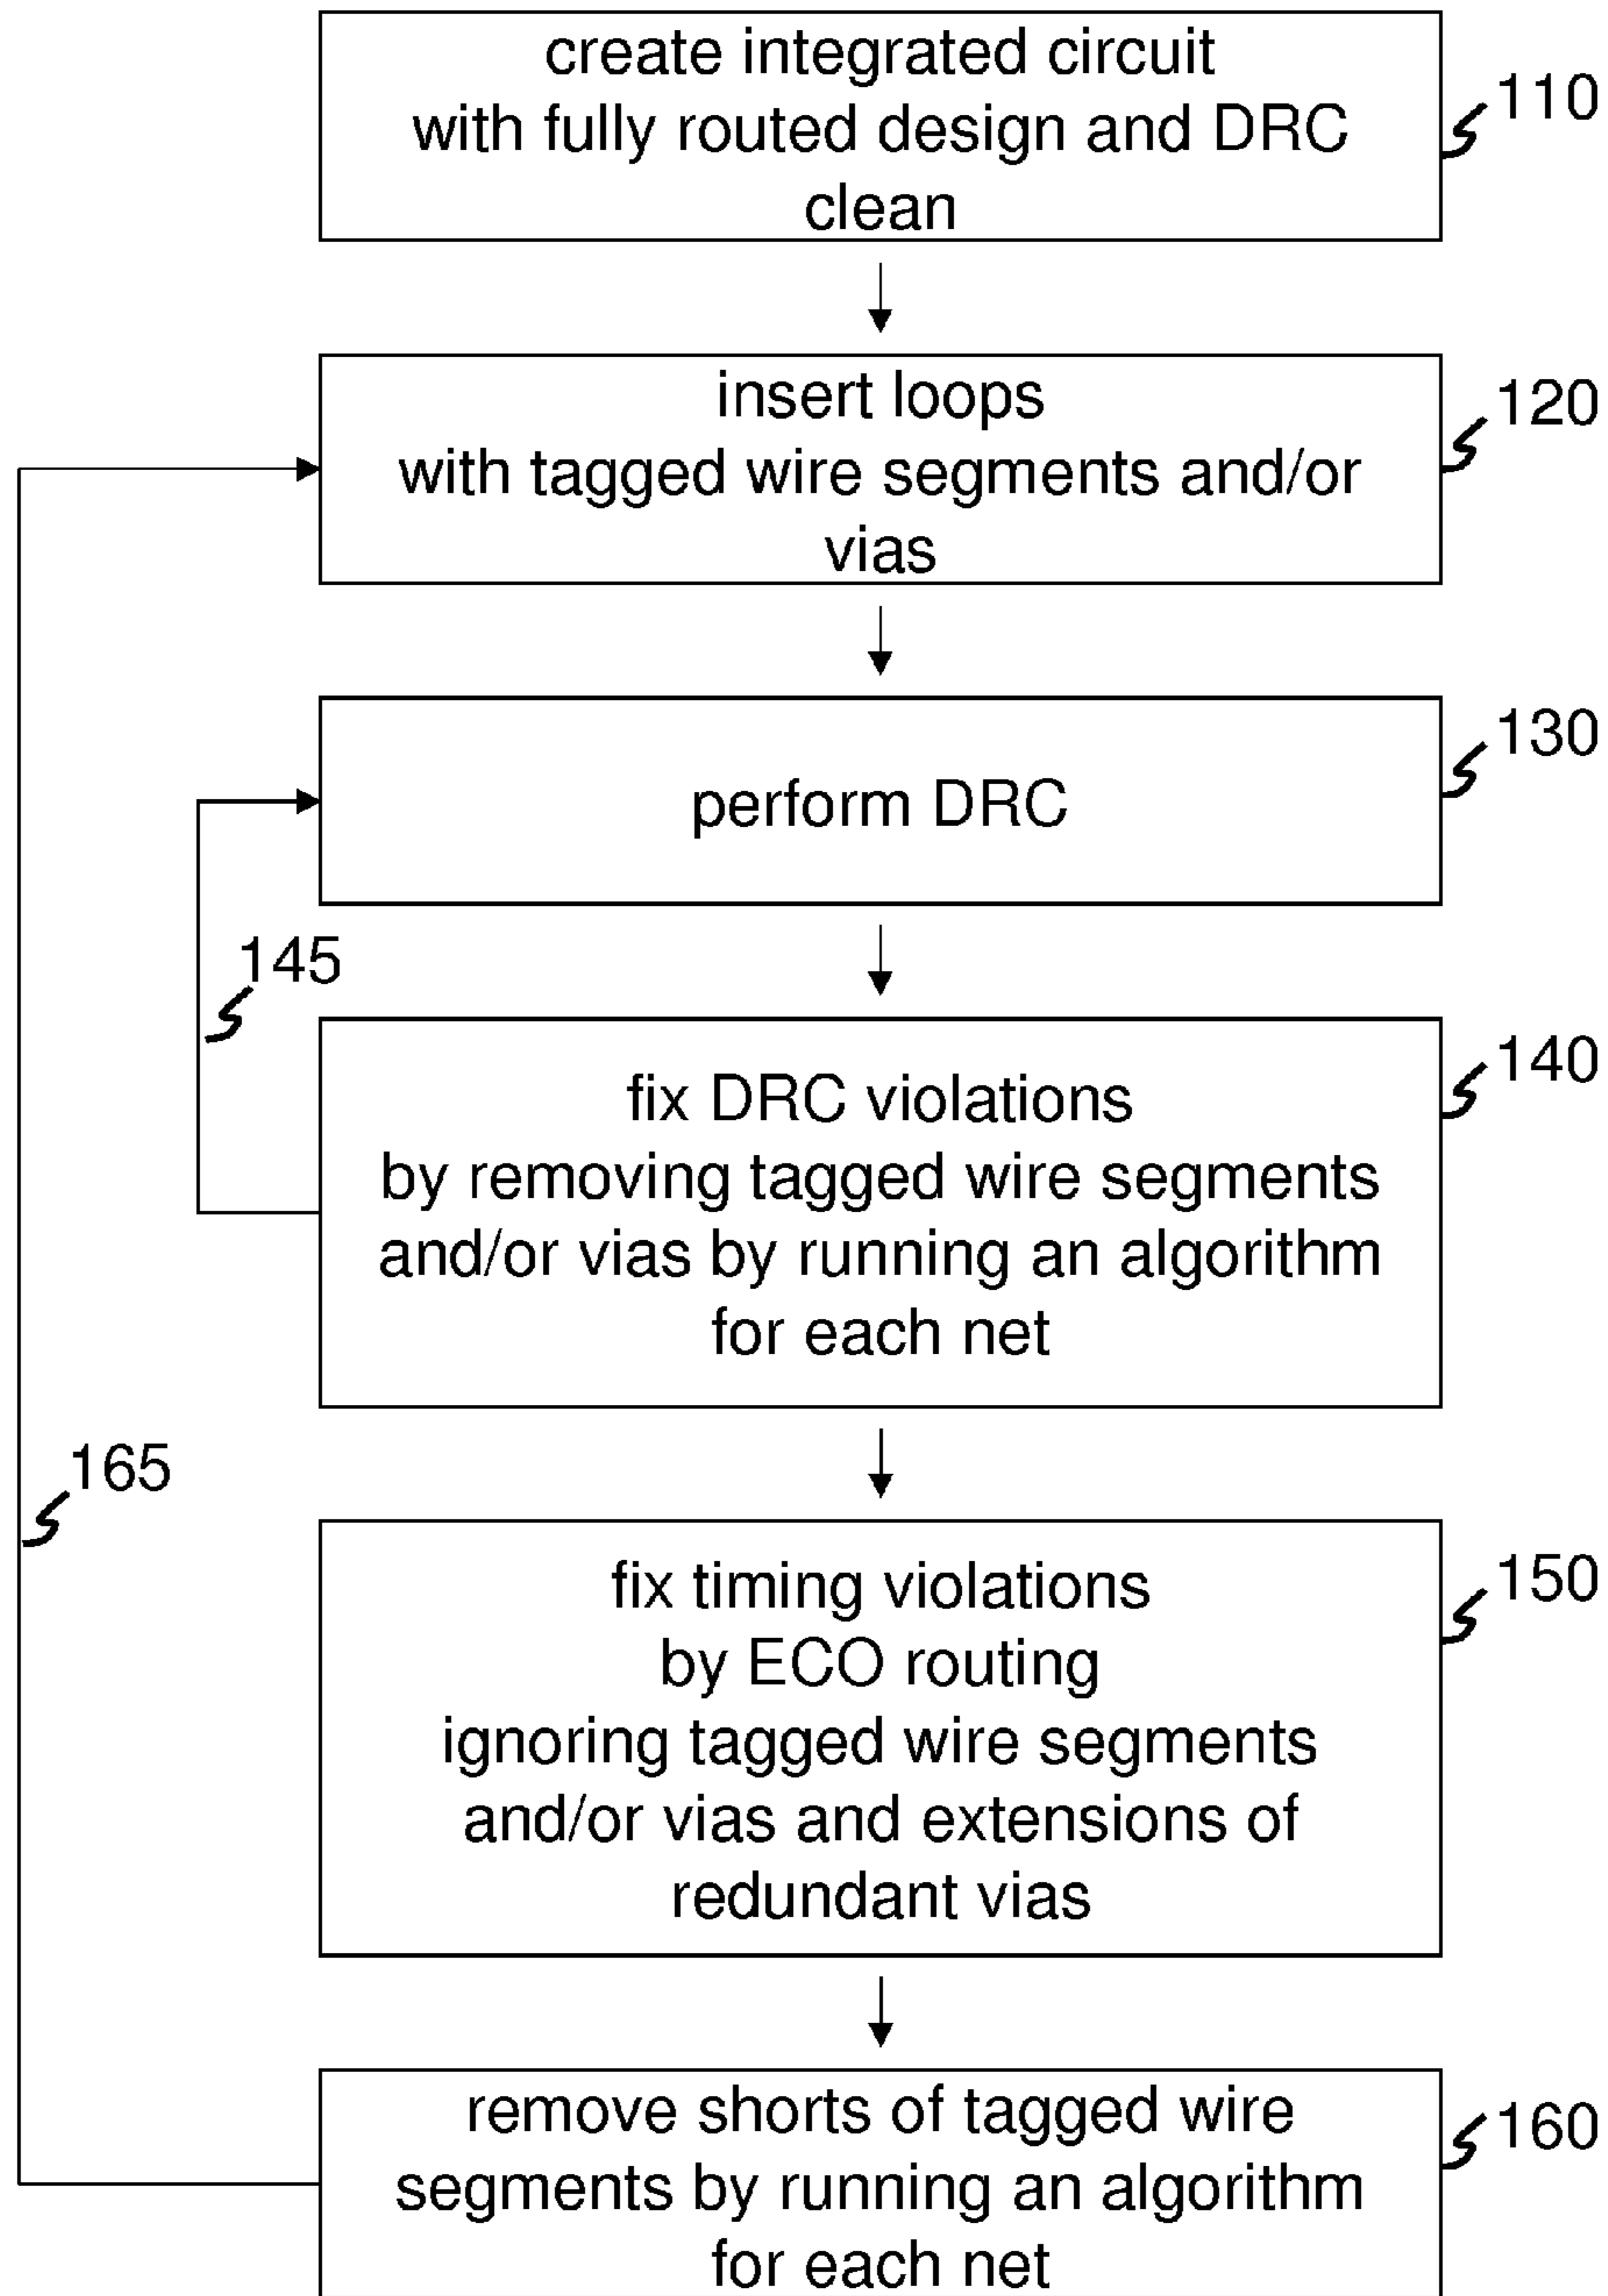 create integrated circuit
with fully routed design and DRC
clean
110
insert loops
with tagged wire segments and/or
vias
120
perform DRC
130
145
fix DRC violations
by removing tagged wire segments
and/or vias by running an algorithm
for each net
140
165
fix timing violations
by ECO routing
ignoring tagged wire segments
and/or vias and extensions of
redundant vias
150
remove shorts of tagged wire
segments by running an algorithm
for each net
160